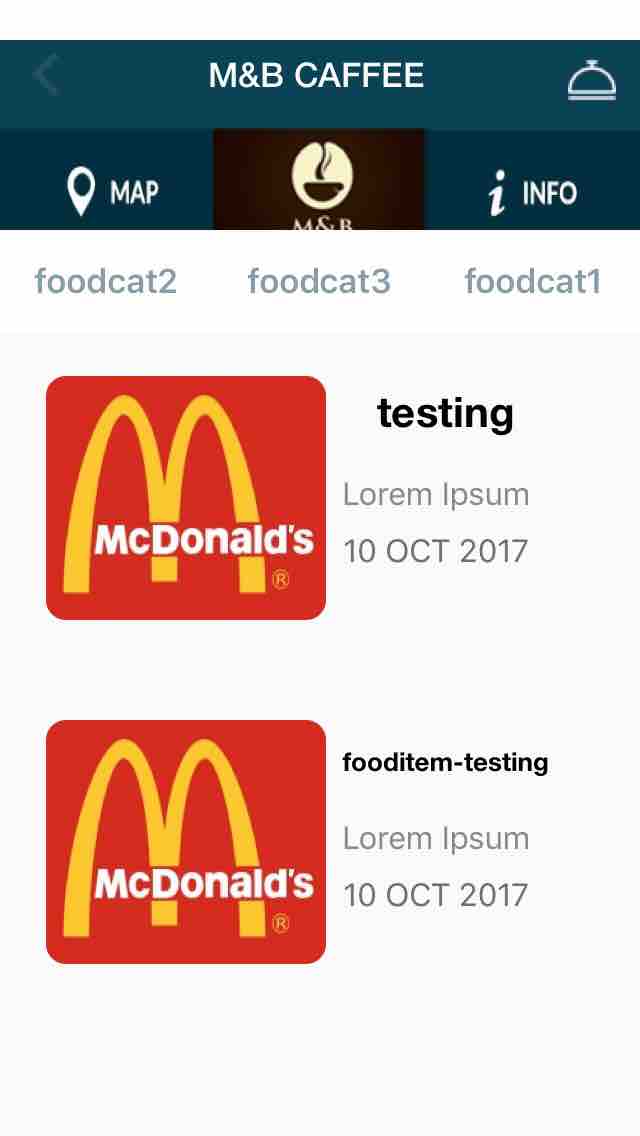 M&B CAFFEE
MAP
M&B
INFO
foodcat2 foodcat3 foodcat1
McDonald's
®
testing
Lorem Ipsum
10 OCT 2017
McDonald's
®
fooditem-testing
Lorem Ipsum
10 OCT 2017